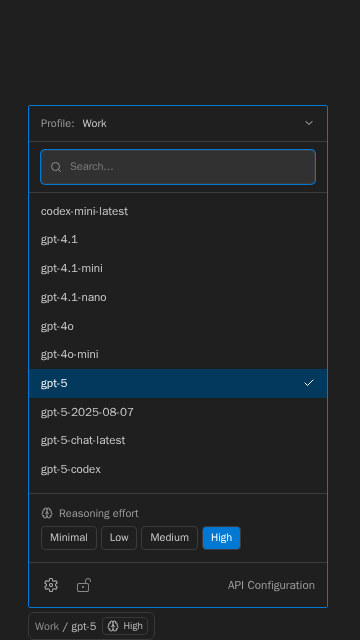 Profile: Work
Search...
codex-mini-latest
gpt-4.1
gpt-4.1-mini
gpt-4.1-nano
gpt-4o
gpt-4o-mini
gpt-5
gpt-5-2025-08-07
gpt-5-chat-latest
gpt-5-codex
Reasoning effort
Minimal Low Medium High
API Configuration
Work / gpt-5 High